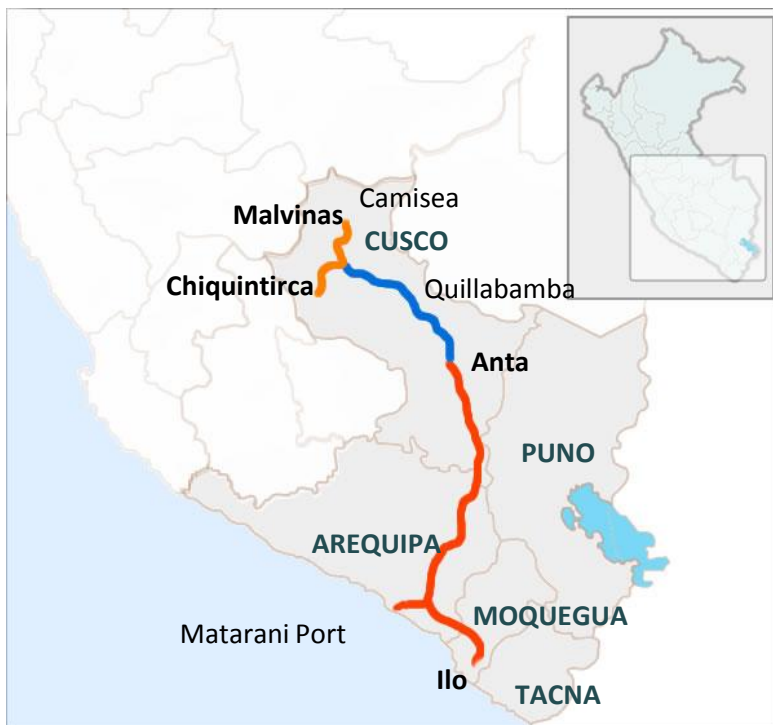 Camisea
Malvinas
CUSCO
Chiquintirca
Quillabamba
Anta
PUNO
AREQUIPA
MOQUEGUA
Matarani Port
Ilo
TACNA